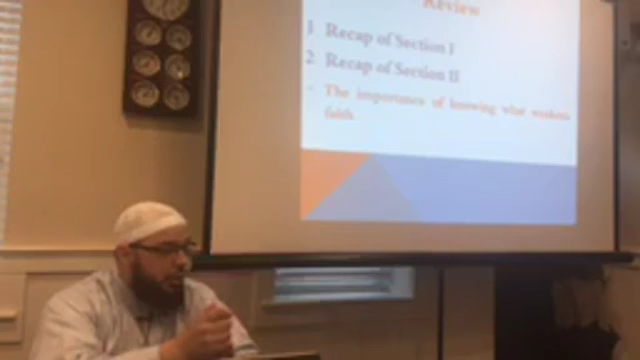 Review
1 Recap of Section I
2 Recap of Section II
The importance of knowing what weakens
faith